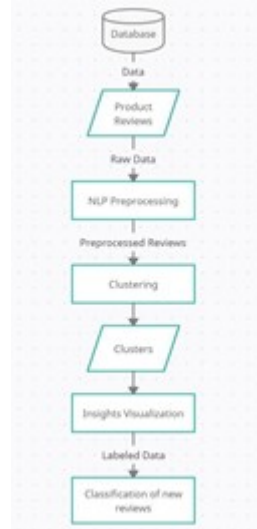 Database
Data
Product
Reviews
Raw Data
NLP Preprocessing
Preprocessed Reviews
Clustering
Clusters
Insights Visualization
Labeled Data
Classification of new
reviews